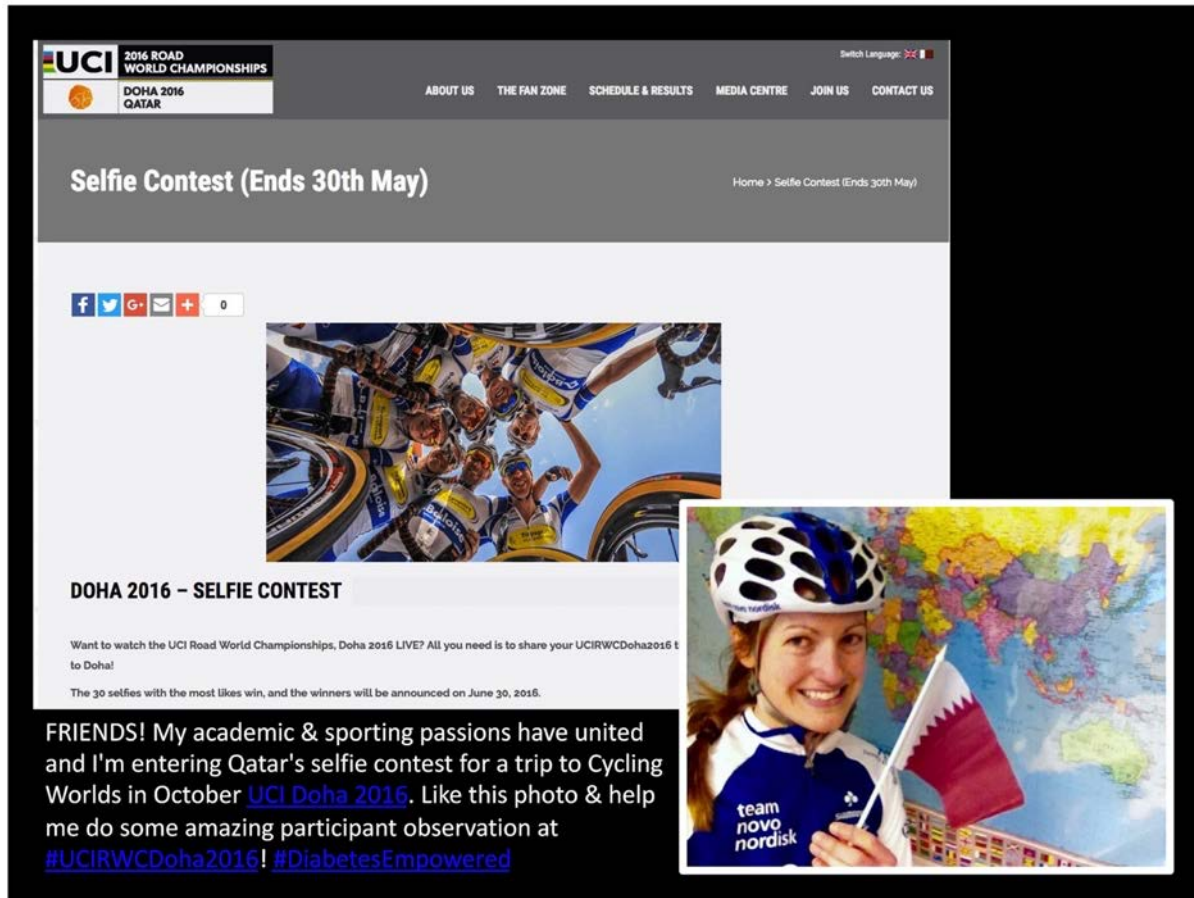 UCI
2016 ROAD
WORLD CHAMPIONSHIPS
DOHA 2016
QATAR
Switch Language:
ABOUT US THE FAN ZONE SCHEDULE & RESULTS MEDIA CENTRE JOIN US CONTACT US
Selfie Contest (Ends 30th May)
Home > Selfie Contest (Ends 30th May)
0
Baloise
Baloise
DOHA 2016 – SELFIE CONTEST
Want to watch the UCI Road World Championships, Doha 2016 LIVE? All you need is to share your UCIRWCDoha2016 t
to Doha!
The 30 selfies with the most likes win, and the winners will be announced on June 30, 2016.
novo nordisk
team
novo
nordisk
FRIENDS! My academic & sporting passions have united
and I'm entering Qatar's selfie contest for a trip to Cycling
Worlds in October UCI Doha 2016. Like this photo & help
me do some amazing participant observation at
#UCIRWCDoha2016! #DiabetesEmpowered